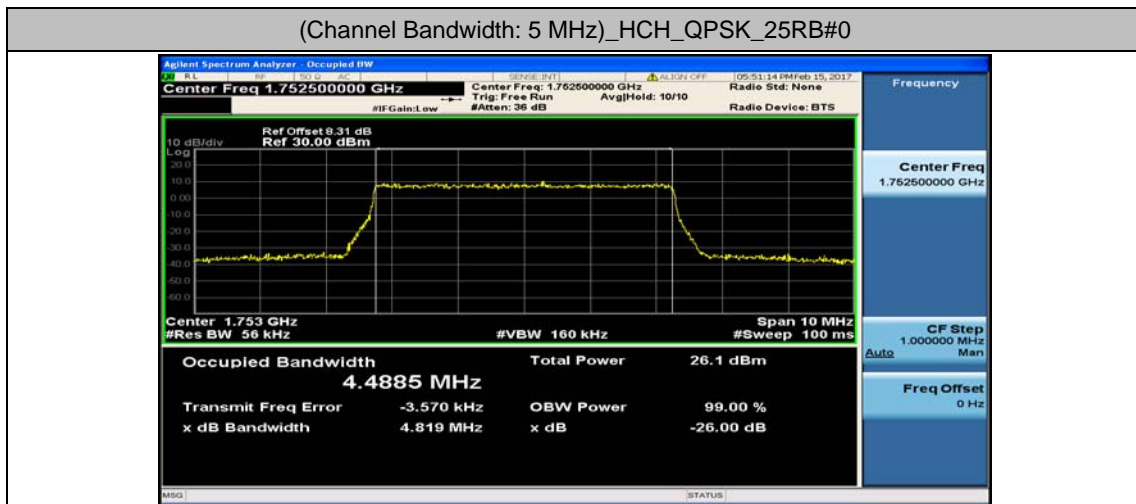 (Channel Bandwidth: 5 MHz)_HCH_QPSK_25RB#0
Agilent Spectrum Analyzer - Occupied BW
RL RF 50 Ω AC SENSE:INT ALIGN OFF 05:51:14 PM Feb 15, 2017
Center Freq 1.752500000 GHz
Center Freq: 1.752500000 GHz
Radio Std: None
Trig: Free Run Avg|Hold: 10/10
#IFGain:Low #Atten: 36 dB Radio Device: BTS
Ref Offset 8.31 dB
10 dB/div Ref 30.00 dBm
Log
20.0
10.0
0.00
-10.0
-20.0
-30.0
-40.0
-50.0
-60.0
Center 1.753 GHz Span 10 MHz
#Res BW 56 kHz #VBW 160 kHz #Sweep 100 ms
Occupied Bandwidth Total Power 26.1 dBm
4.4885 MHz
Transmit Freq Error -3.570 kHz OBW Power 99.00 %
x dB Bandwidth 4.819 MHz x dB -26.00 dB
MSG STATUS
Frequency
Center Freq
1.752500000 GHz
CF Step
1.000000 MHz
Auto Man
Freq Offset
0 Hz